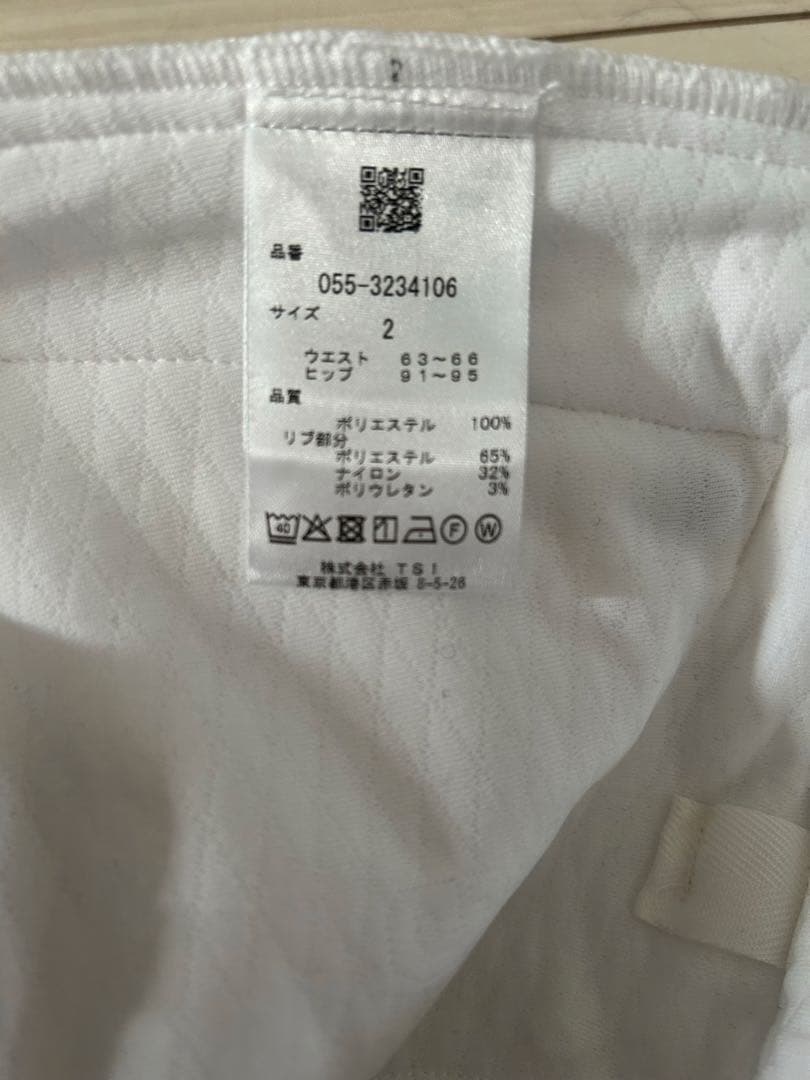 品番
055-3234106
サイズ
2
ウエスト 63～66
ヒップ 91～95
品質
ポリエステル 100%
リブ部分
ポリエステル 65%
ナイロン 32%
ポリウレタン 3%
40 F W
株式会社 TSI
東京都港区赤坂 8-5-26